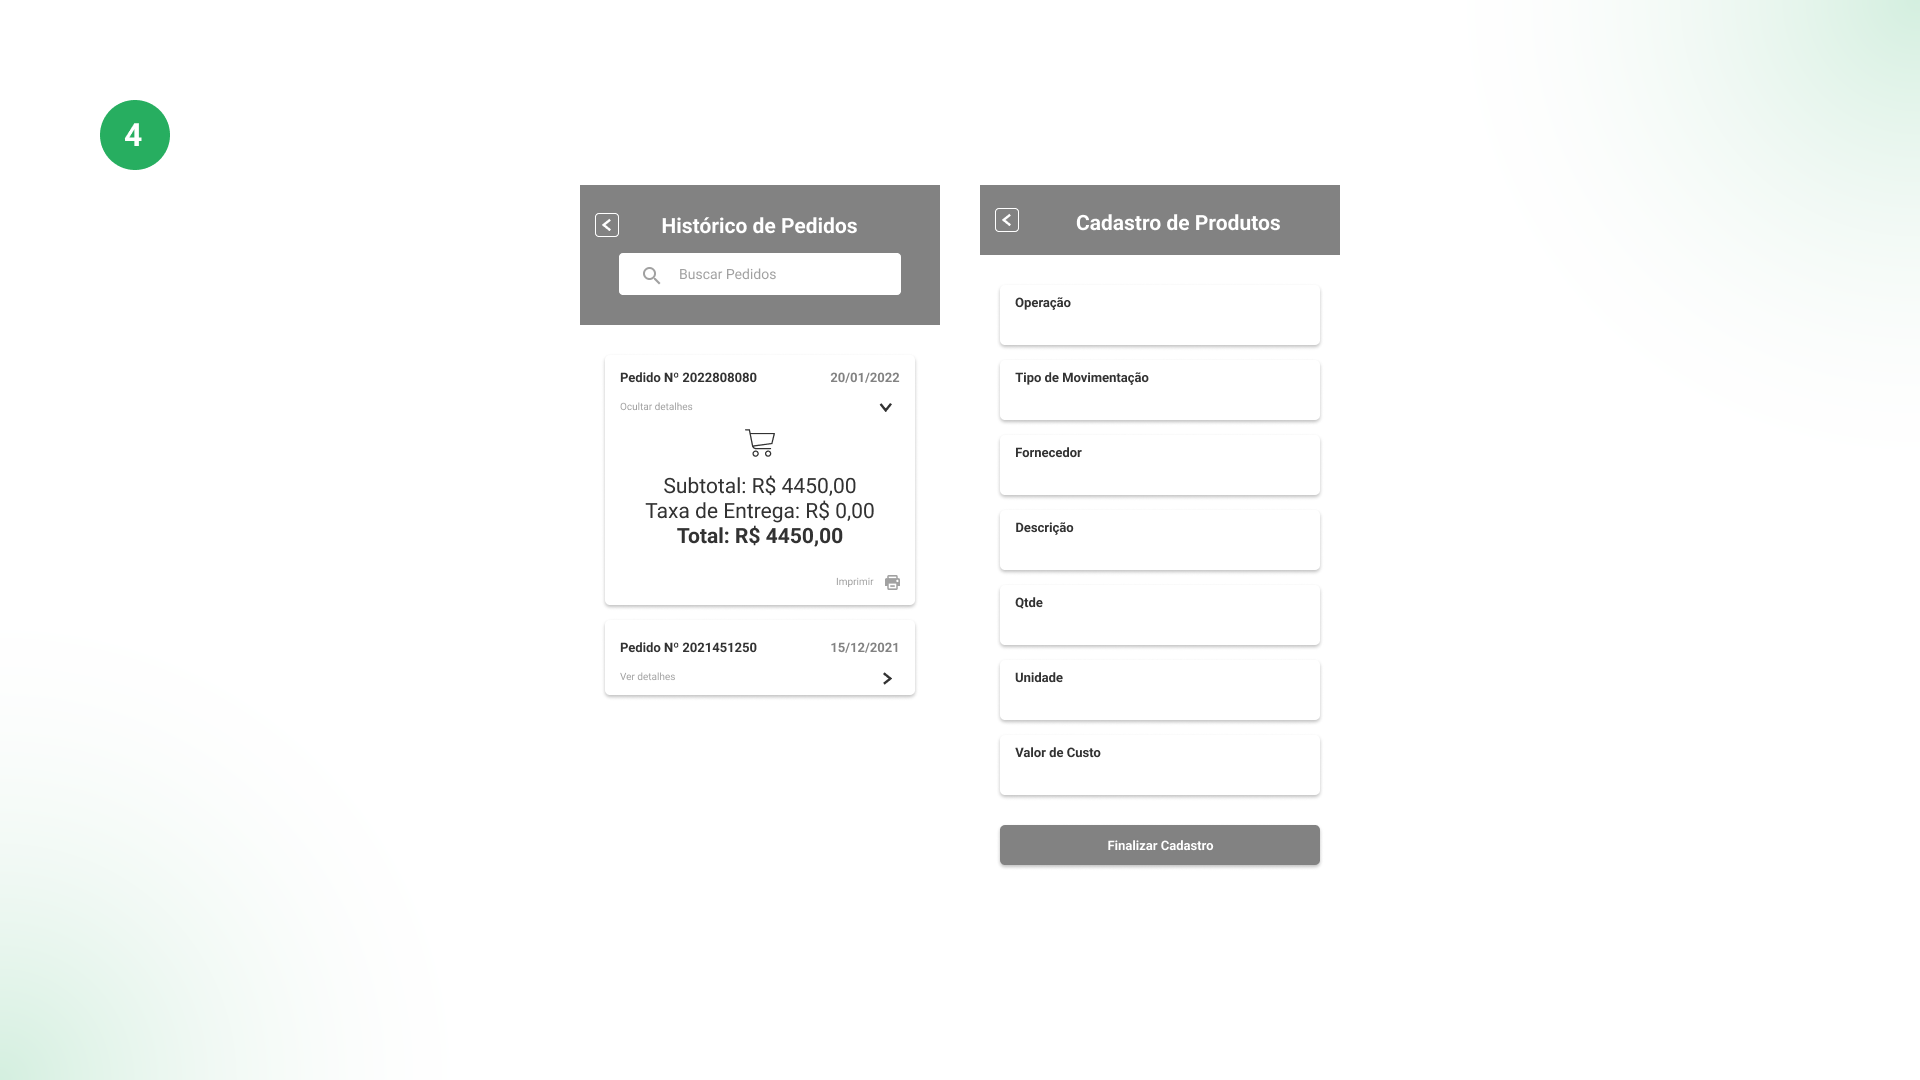 4
Histórico de Pedidos
Buscar Pedidos
Pedido Nº 2022808080
20/01/2022
Ocultar detalhes
Subtotal: R$ 4450,00
Taxa de Entrega: R$ 0,00
Total: R$ 4450,00
Imprimir
Pedido Nº 2021451250
15/12/2021
Ver detalhes
Cadastro de Produtos
Operação
Tipo de Movimentação
Fornecedor
Descrição
Qtde
Unidade
Valor de Custo
Finalizar Cadastro